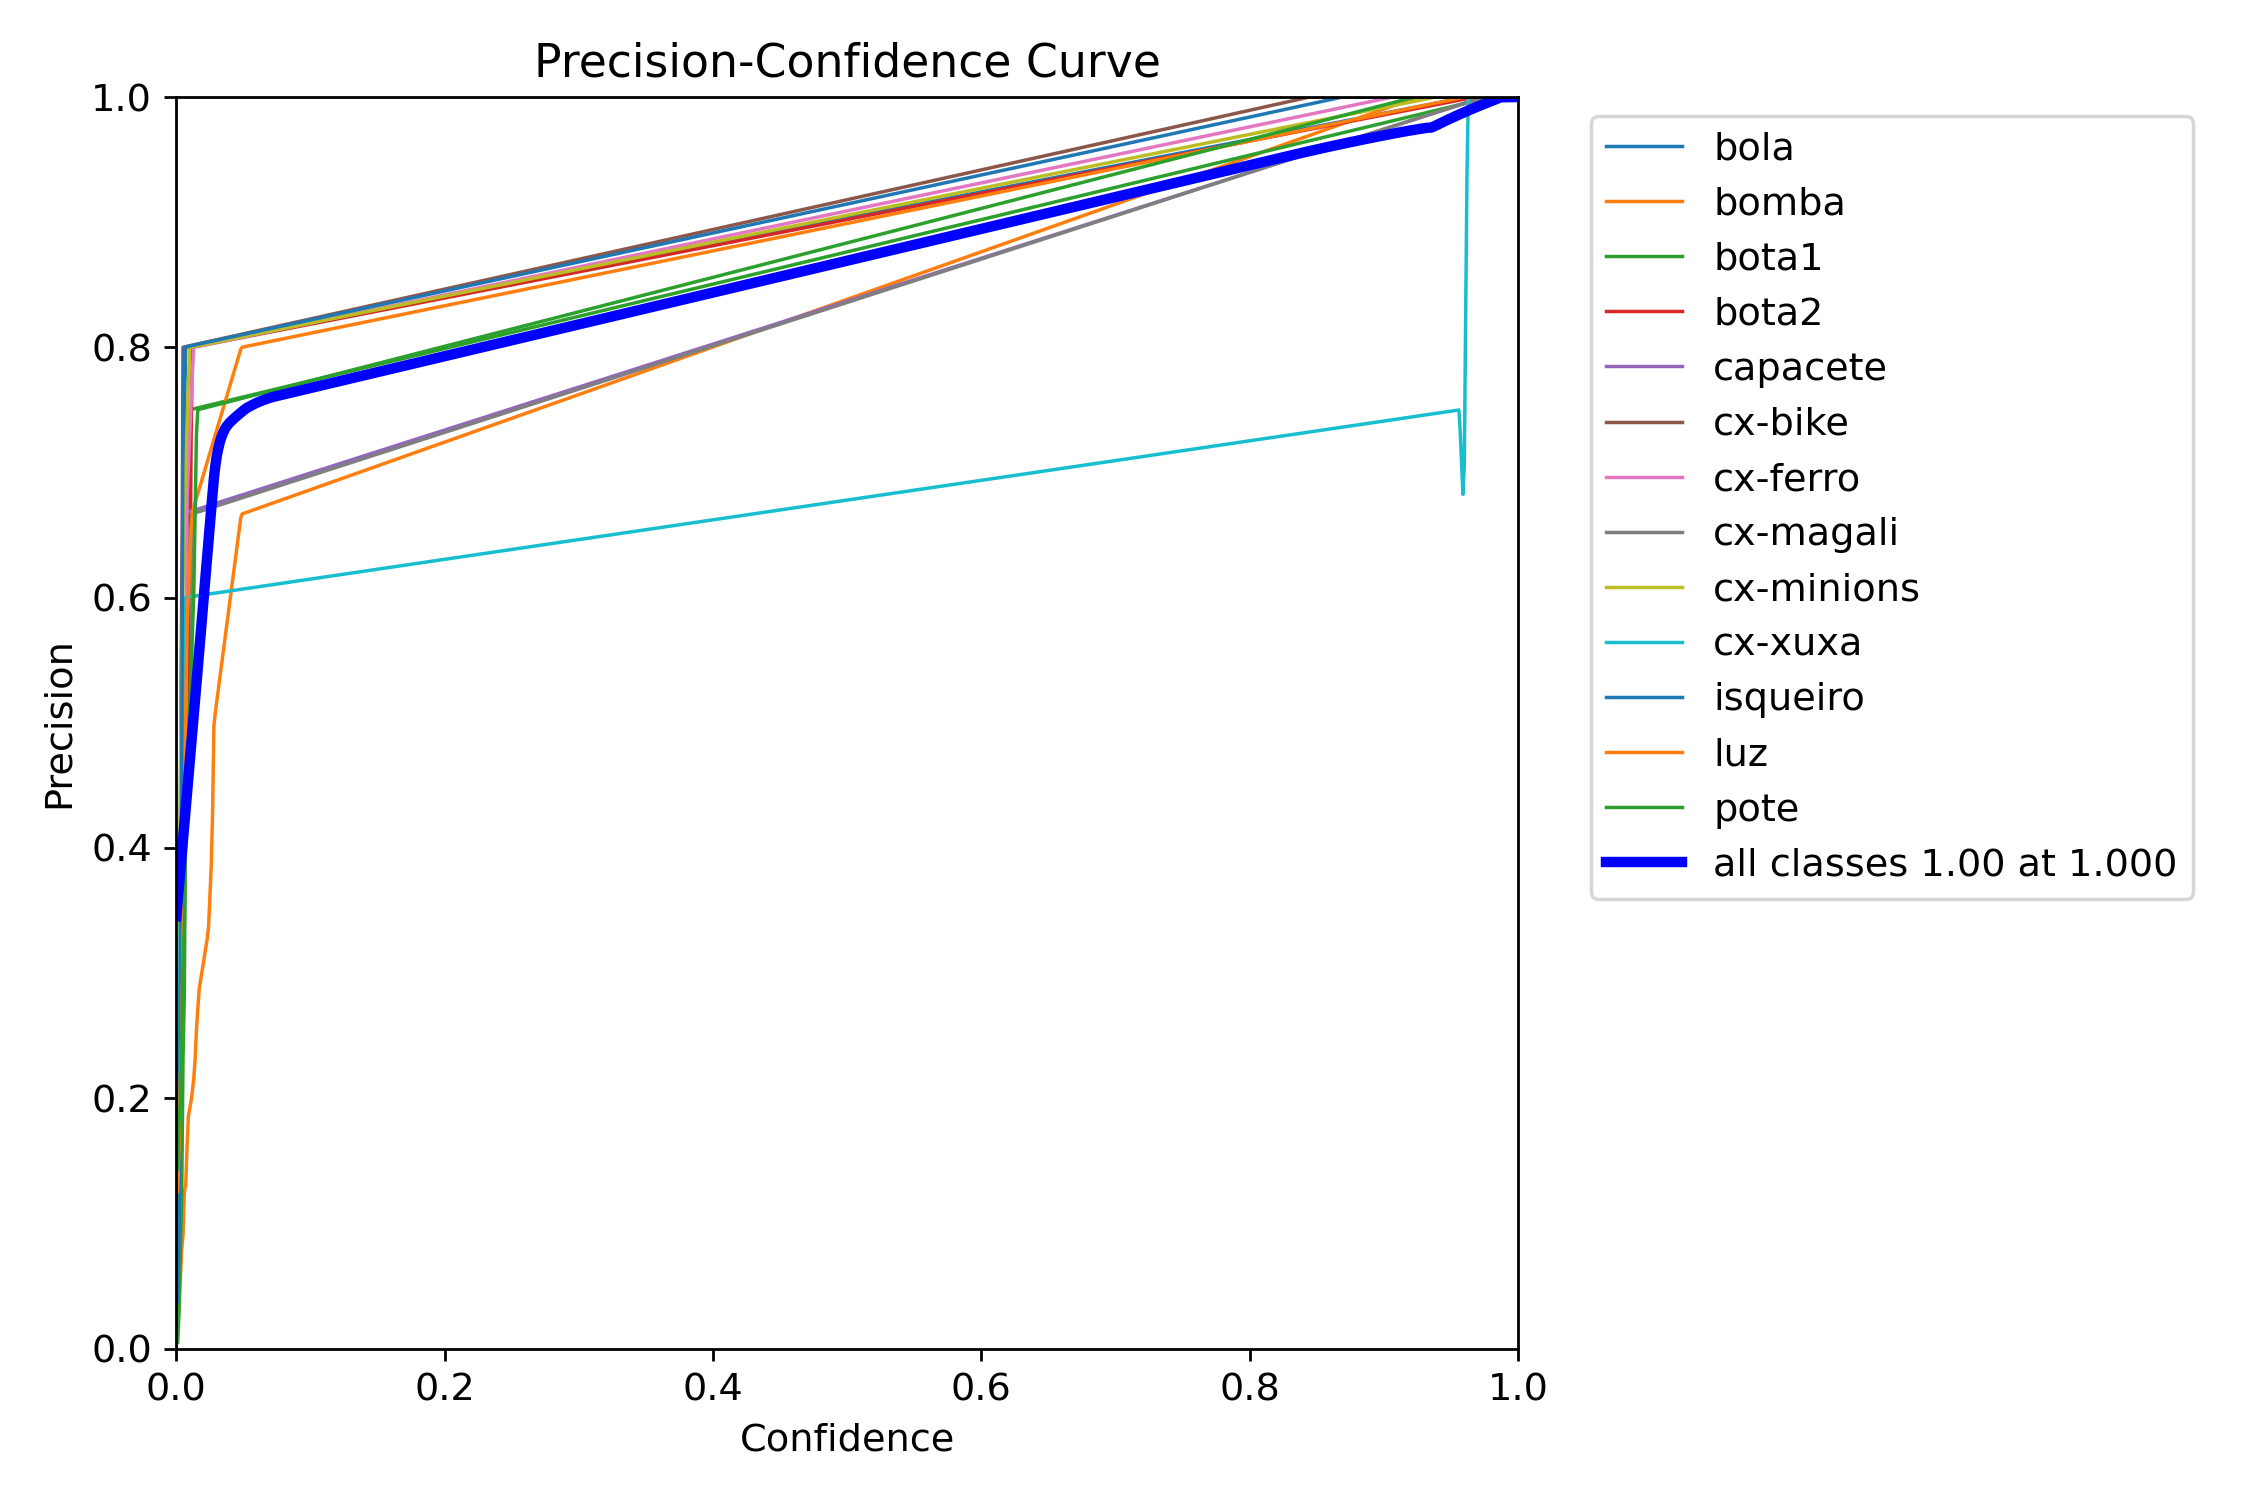 Precision-Confidence Curve
1.0
0.8
0.6
0.4
0.2
0.0
Precision
0.0 0.2 0.4 0.6 0.8 1.0
Confidence
bola
bomba
bota1
bota2
capacete
cx-bike
cx-ferro
cx-magali
cx-minions
cx-xuxa
isqueiro
luz
pote
all classes 1.00 at 1.000